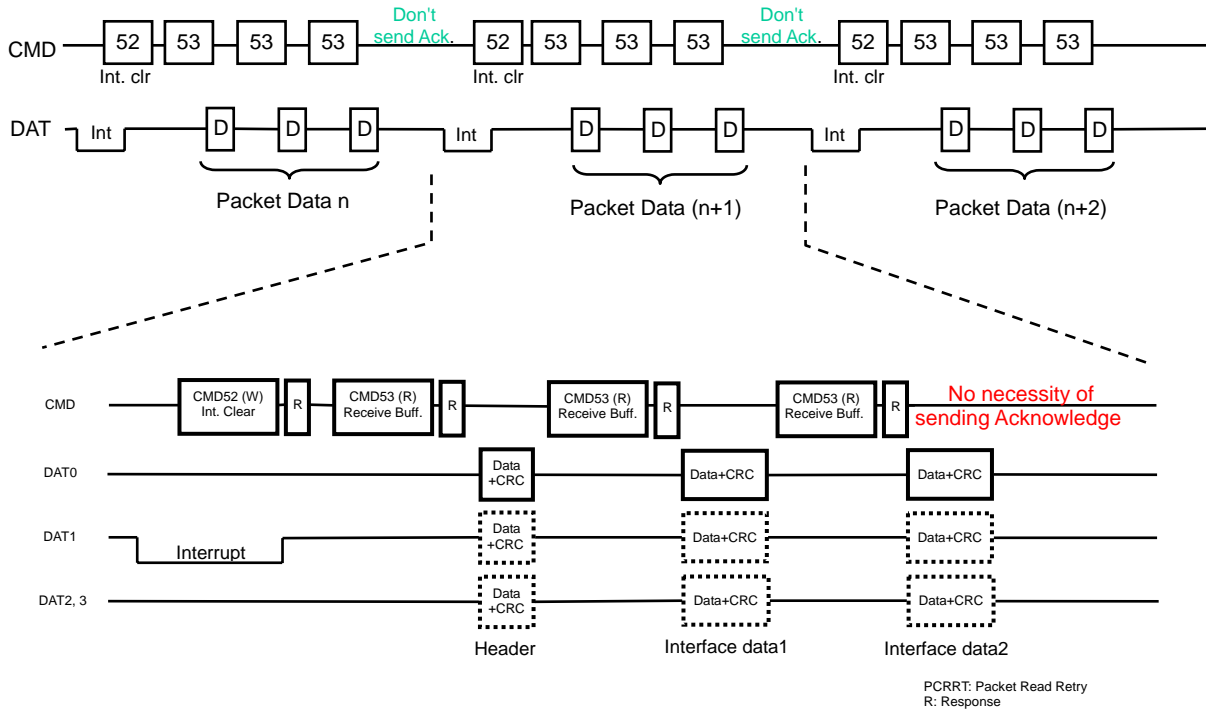 Don't
send Ack.
Don't
send Ack.
CMD 52 53 53 53 52 53 53 53 52 53 53 53
Int. clr Int. clr Int. clr
DAT Int D D D Int D D D Int D D D
Packet Data n Packet Data (n+1) Packet Data (n+2)
CMD
CMD52 (W)
Int. Clear
R
CMD53 (R)
Receive Buff.
R
CMD53 (R)
Receive Buff.
R
CMD53 (R)
Receive Buff.
R
No necessity of
sending Acknowledge
DAT0
Data
+CRC
Data+CRC
Data+CRC
DAT1
Interrupt
Data
+CRC
Data+CRC
Data+CRC
DAT2, 3
Data
+CRC
Data+CRC
Data+CRC
Header Interface data1 Interface data2
PCRRT: Packet Read Retry
R: Response